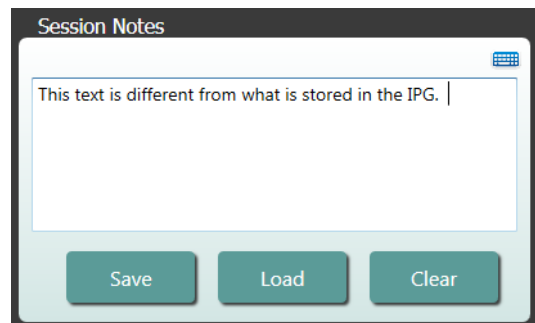 Session Notes
This text is different from what is stored in the IPG.
Save Load Clear